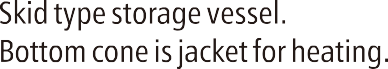 Skid type storage vessel.
Bottom cone is jacket for heating.